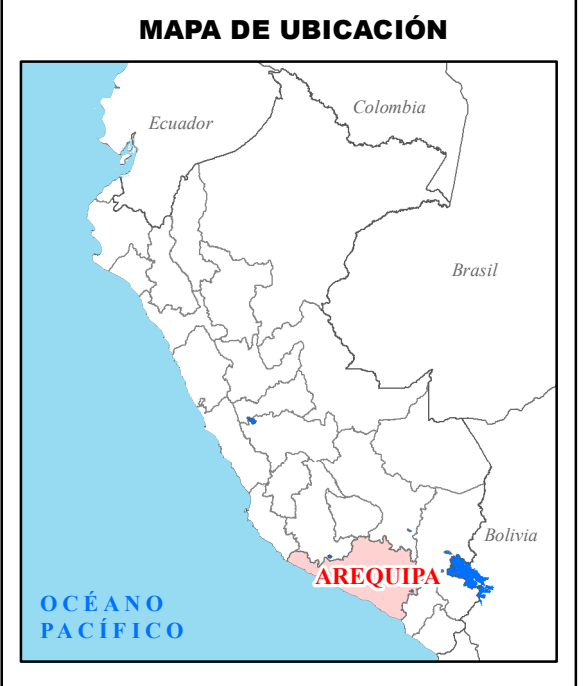 MAPA DE UBICACIÓN
Colombia
Ecuador
Brasil
Bolivia
AREQUIPA
OCÉANO
PACÍFICO